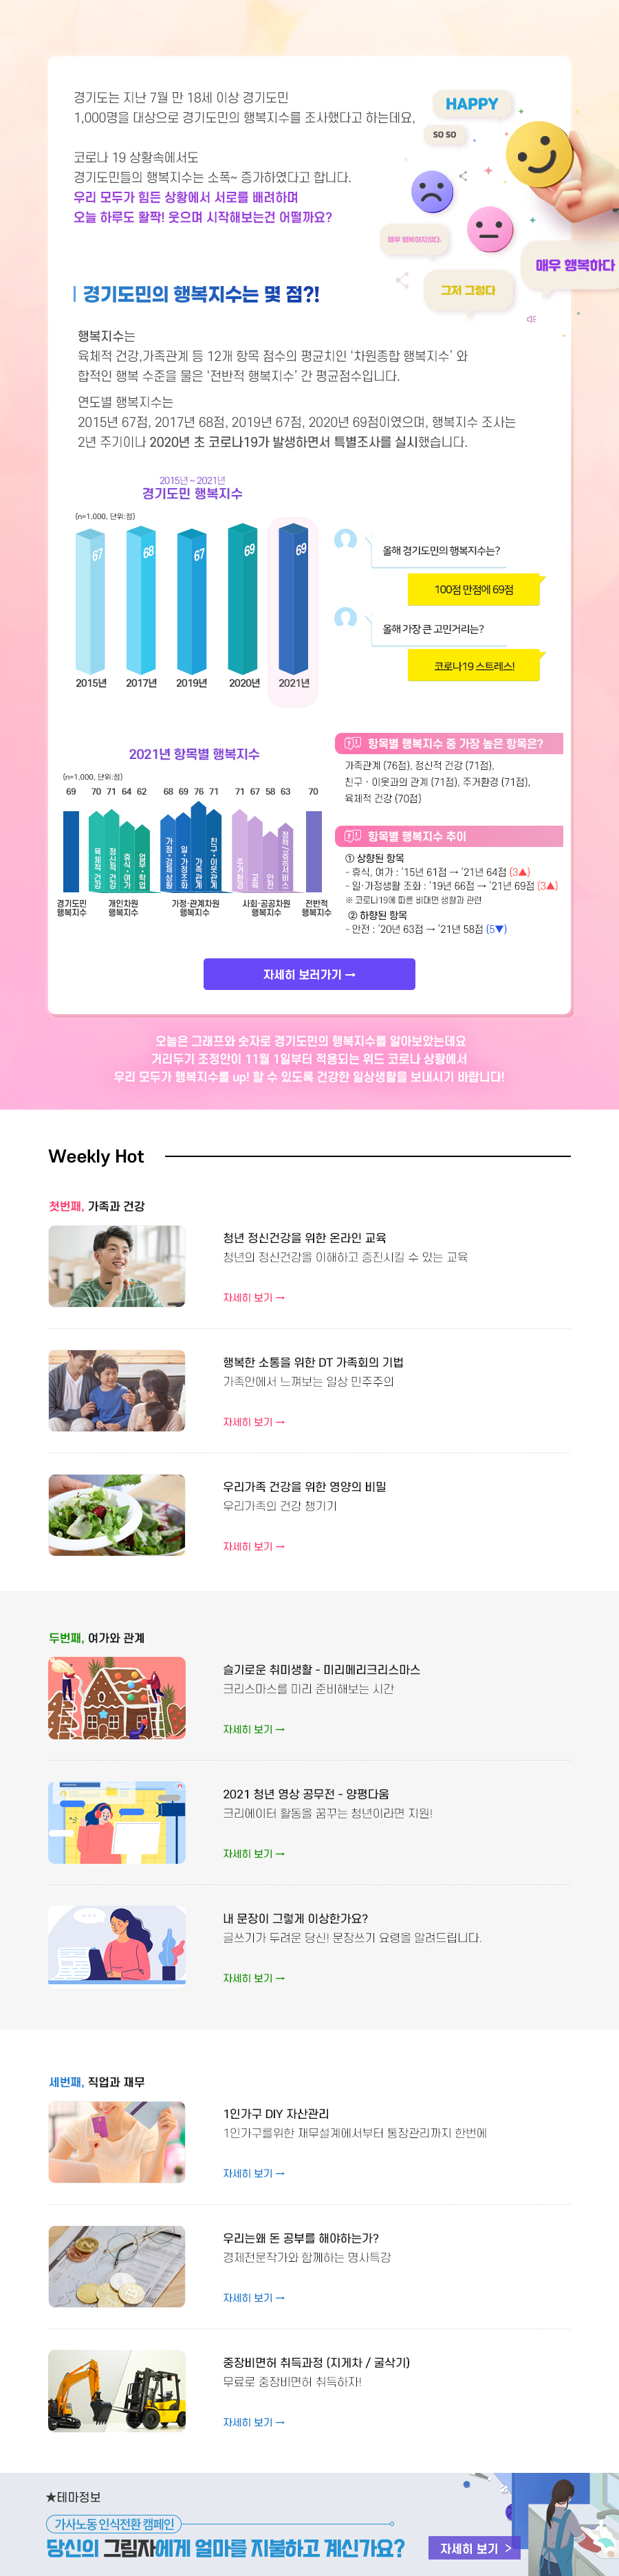 경기도는 지난 7월 만 18세 이상 경기도민
1,000명을 대상으로 경기도민의 행복지수를 조사했다고 하는데요,
코로나 19 상황속에서도
경기도민들의 행복지수는 소폭~ 증가하였다고 합니다.
우리 모두가 힘든 상황에서 서로를 배려하며
오늘 하루도 활짝! 웃으며 시작해보는건 어떨까요?
HAPPY
SO SO
매우 행복하지않다.
그저 그렇다
매우 행복하다
경기도민의 행복지수는 몇 점?!
행복지수는
육체적 건강,가족관계 등 12개 항목 점수의 평균치인 '차원종합 행복지수' 와
합적인 행복 수준을 물은 '전반적 행복지수' 간 평균점수입니다.
연도별 행복지수는
2015년 67점, 2017년 68점, 2019년 67점, 2020년 69점이였으며, 행복지수 조사는
2년 주기이나 2020년 초 코로나19가 발생하면서 특별조사를 실시했습니다.
2015년 ~ 2021년
경기도민 행복지수
(n=1,000, 단위:점)
67
68
67
69
69
2015년
2017년
2019년
2020년
2021년
올해 경기도민의 행복지수는?
100점 만점에 69점
올해 가장 큰 고민거리는?
코로나19 스트레스!
2021년 항목별 행복지수
(n=1,000, 단위:점)
69 70 71 64 62 68 69 76 71 71 67 58 63 70
육체적 건강
정신적 건강
휴식·여가
업무·학업
가정·경제상황
일·가정조화
가족관계
친구·이웃관계
주거환경
교육
안전
정책/공공서비스
경기도민 행복지수
개인차원 행복지수
가정·관계차원 행복지수
사회·공공차원 행복지수
전반적 행복지수
항목별 행복지수 중 가장 높은 항목은?
가족관계 (76점), 정신적 건강 (71점),
친구 · 이웃과의 관계 (71점), 주거환경 (71점),
육체적 건강 (70점)
항목별 행복지수 추이
① 상향된 항목
- 휴식, 여가 : '15년 61점 → '21년 64점 (3▲)
- 일·가정생활 조화 : '19년 66점 → '21년 69점 (3▲)
※ 코로나19에 따른 비대면 생활과 관련
② 하향된 항목
- 안전 : '20년 63점 → '21년 58점 (5▼)
자세히 보러가기 →
오늘은 그래프와 숫자로 경기도민의 행복지수를 알아보았는데요
거리두기 조정안이 11월 1일부터 적용되는 위드 코로나 상황에서
우리 모두가 행복지수를 up! 할 수 있도록 건강한 일상생활을 보내시기 바랍니다!
Weekly Hot
첫번째, 가족과 건강
청년 정신건강을 위한 온라인 교육
청년의 정신건강을 이해하고 증진시킬 수 있는 교육
자세히 보기 →
행복한 소통을 위한 DT 가족회의 기법
가족안에서 느껴보는 일상 민주주의
자세히 보기 →
우리가족 건강을 위한 영양의 비밀
우리가족의 건강 챙기기
자세히 보기 →
두번째, 여가와 관계
슬기로운 취미생활 - 미리메리크리스마스
크리스마스를 미리 준비해보는 시간
자세히 보기 →
2021 청년 영상 공무전 - 양평다움
크리에이터 활동을 꿈꾸는 청년이라면 지원!
자세히 보기 →
내 문장이 그렇게 이상한가요?
글쓰기가 두려운 당신! 문장쓰기 요령을 알려드립니다.
자세히 보기 →
세번째, 직업과 재무
1인가구 DIY 자산관리
1인가구를위한 재무설계에서부터 통장관리까지 한번에
자세히 보기 →
우리는왜 돈 공부를 해야하는가?
경제전문작가와 함께하는 명사특강
자세히 보기 →
중장비면허 취득과정 (지게차 / 굴삭기)
무료로 중장비면허 취득하자!
자세히 보기 →
★테마정보
가사노동 인식전환 캠페인
당신의 그림자에게 얼마를 지불하고 계신가요?
자세히 보기 >